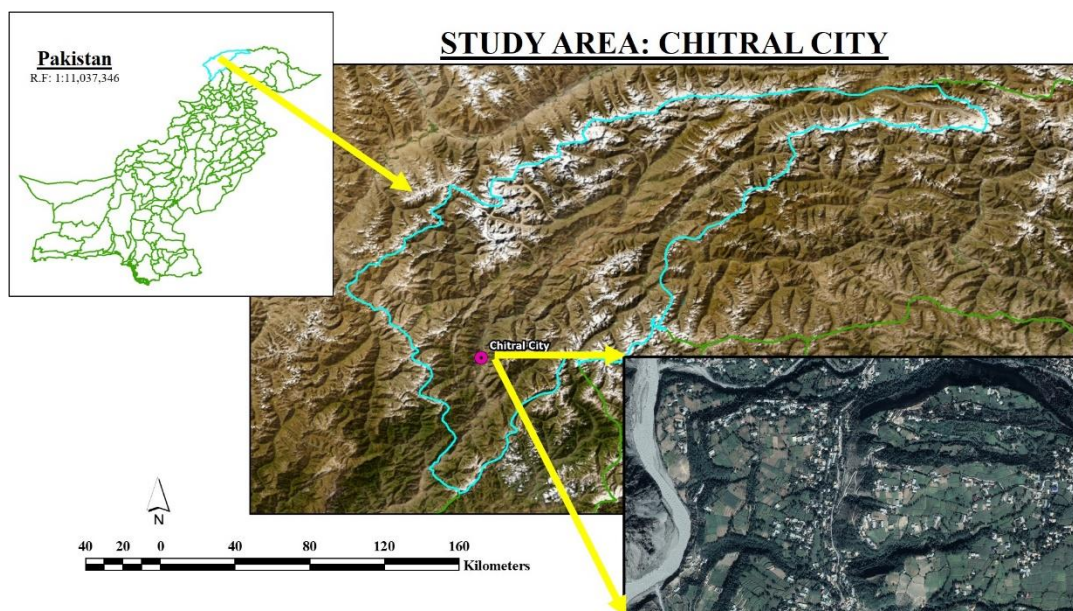 Pakistan
R.F: 1:11,037,346
STUDY AREA: CHITRAL CITY
Chitral City
N
40 20 0 40 80 120 160
Kilometers